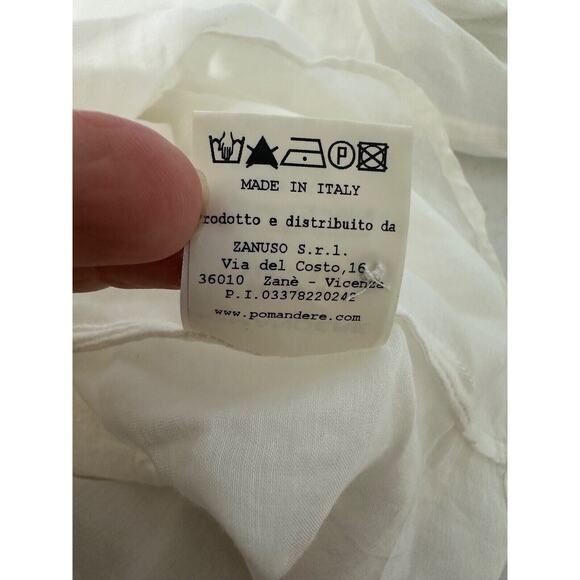 P
MADE IN ITALY
rodotto e distribuito da
ZANUSO S.r.l.
Via del Costo,16
36010 Zanè - Vicenza
P.I.03378220242
www.pomandere.com